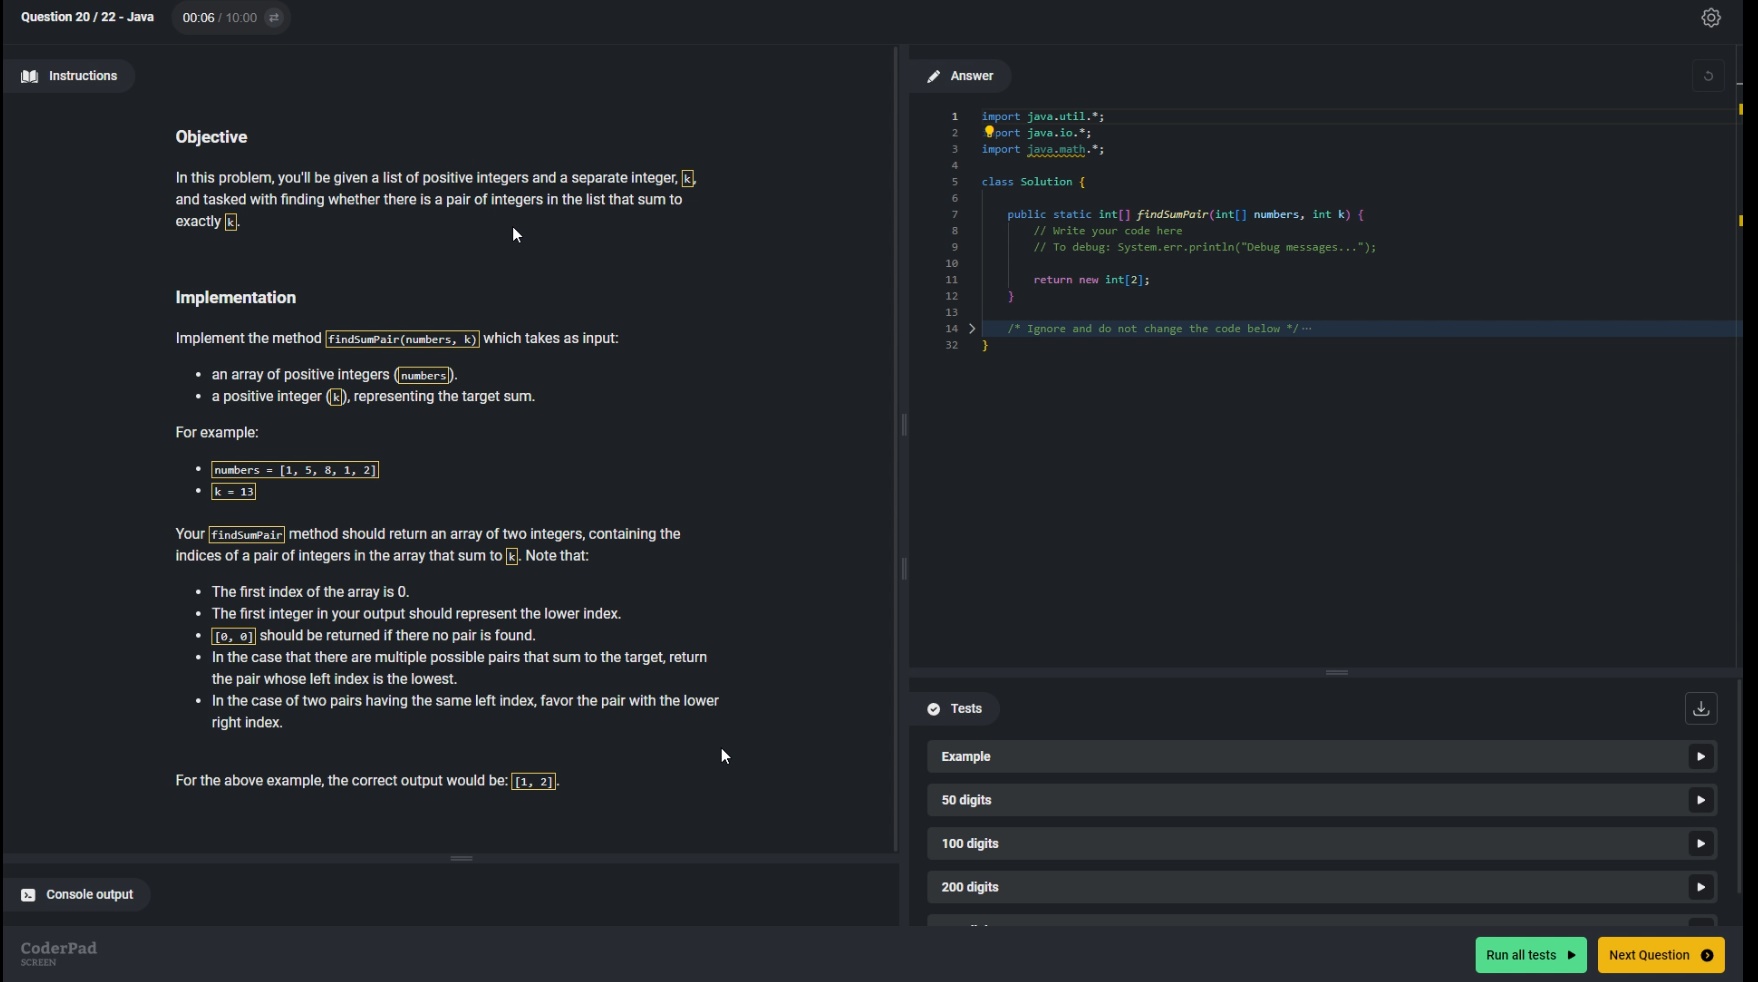 Question 20 / 22 - Java
00:06 / 10:00
Instructions
Objective
In this problem, you'll be given a list of positive integers and a separate integer, k,
and tasked with finding whether there is a pair of integers in the list that sum to
exactly k.
Implementation
Implement the method findSumPair(numbers, k) which takes as input:
• an array of positive integers (numbers).
• a positive integer (k), representing the target sum.
For example:
• numbers = [1, 5, 8, 1, 2]
• k = 13
Your findSumPair method should return an array of two integers, containing the
indices of a pair of integers in the array that sum to k. Note that:
• The first index of the array is 0.
• The first integer in your output should represent the lower index.
• [0, 0] should be returned if there no pair is found.
• In the case that there are multiple possible pairs that sum to the target, return
the pair whose left index is the lowest.
• In the case of two pairs having the same left index, favor the pair with the lower
right index.
For the above example, the correct output would be: [1, 2].
Console output
CoderPad
SCREEN
Answer
1 import java.util.*;
2 port java.io.*;
3 import java.math.*;
4
5 class Solution {
6
7 public static int[] findSumPair(int[] numbers, int k) {
8 // Write your code here
9 // To debug: System.err.println("Debug messages...");
10
11 return new int[2];
12 }
13
14 /* Ignore and do not change the code below */ ...
32 }
Tests
Example
50 digits
100 digits
200 digits
Run all tests
Next Question